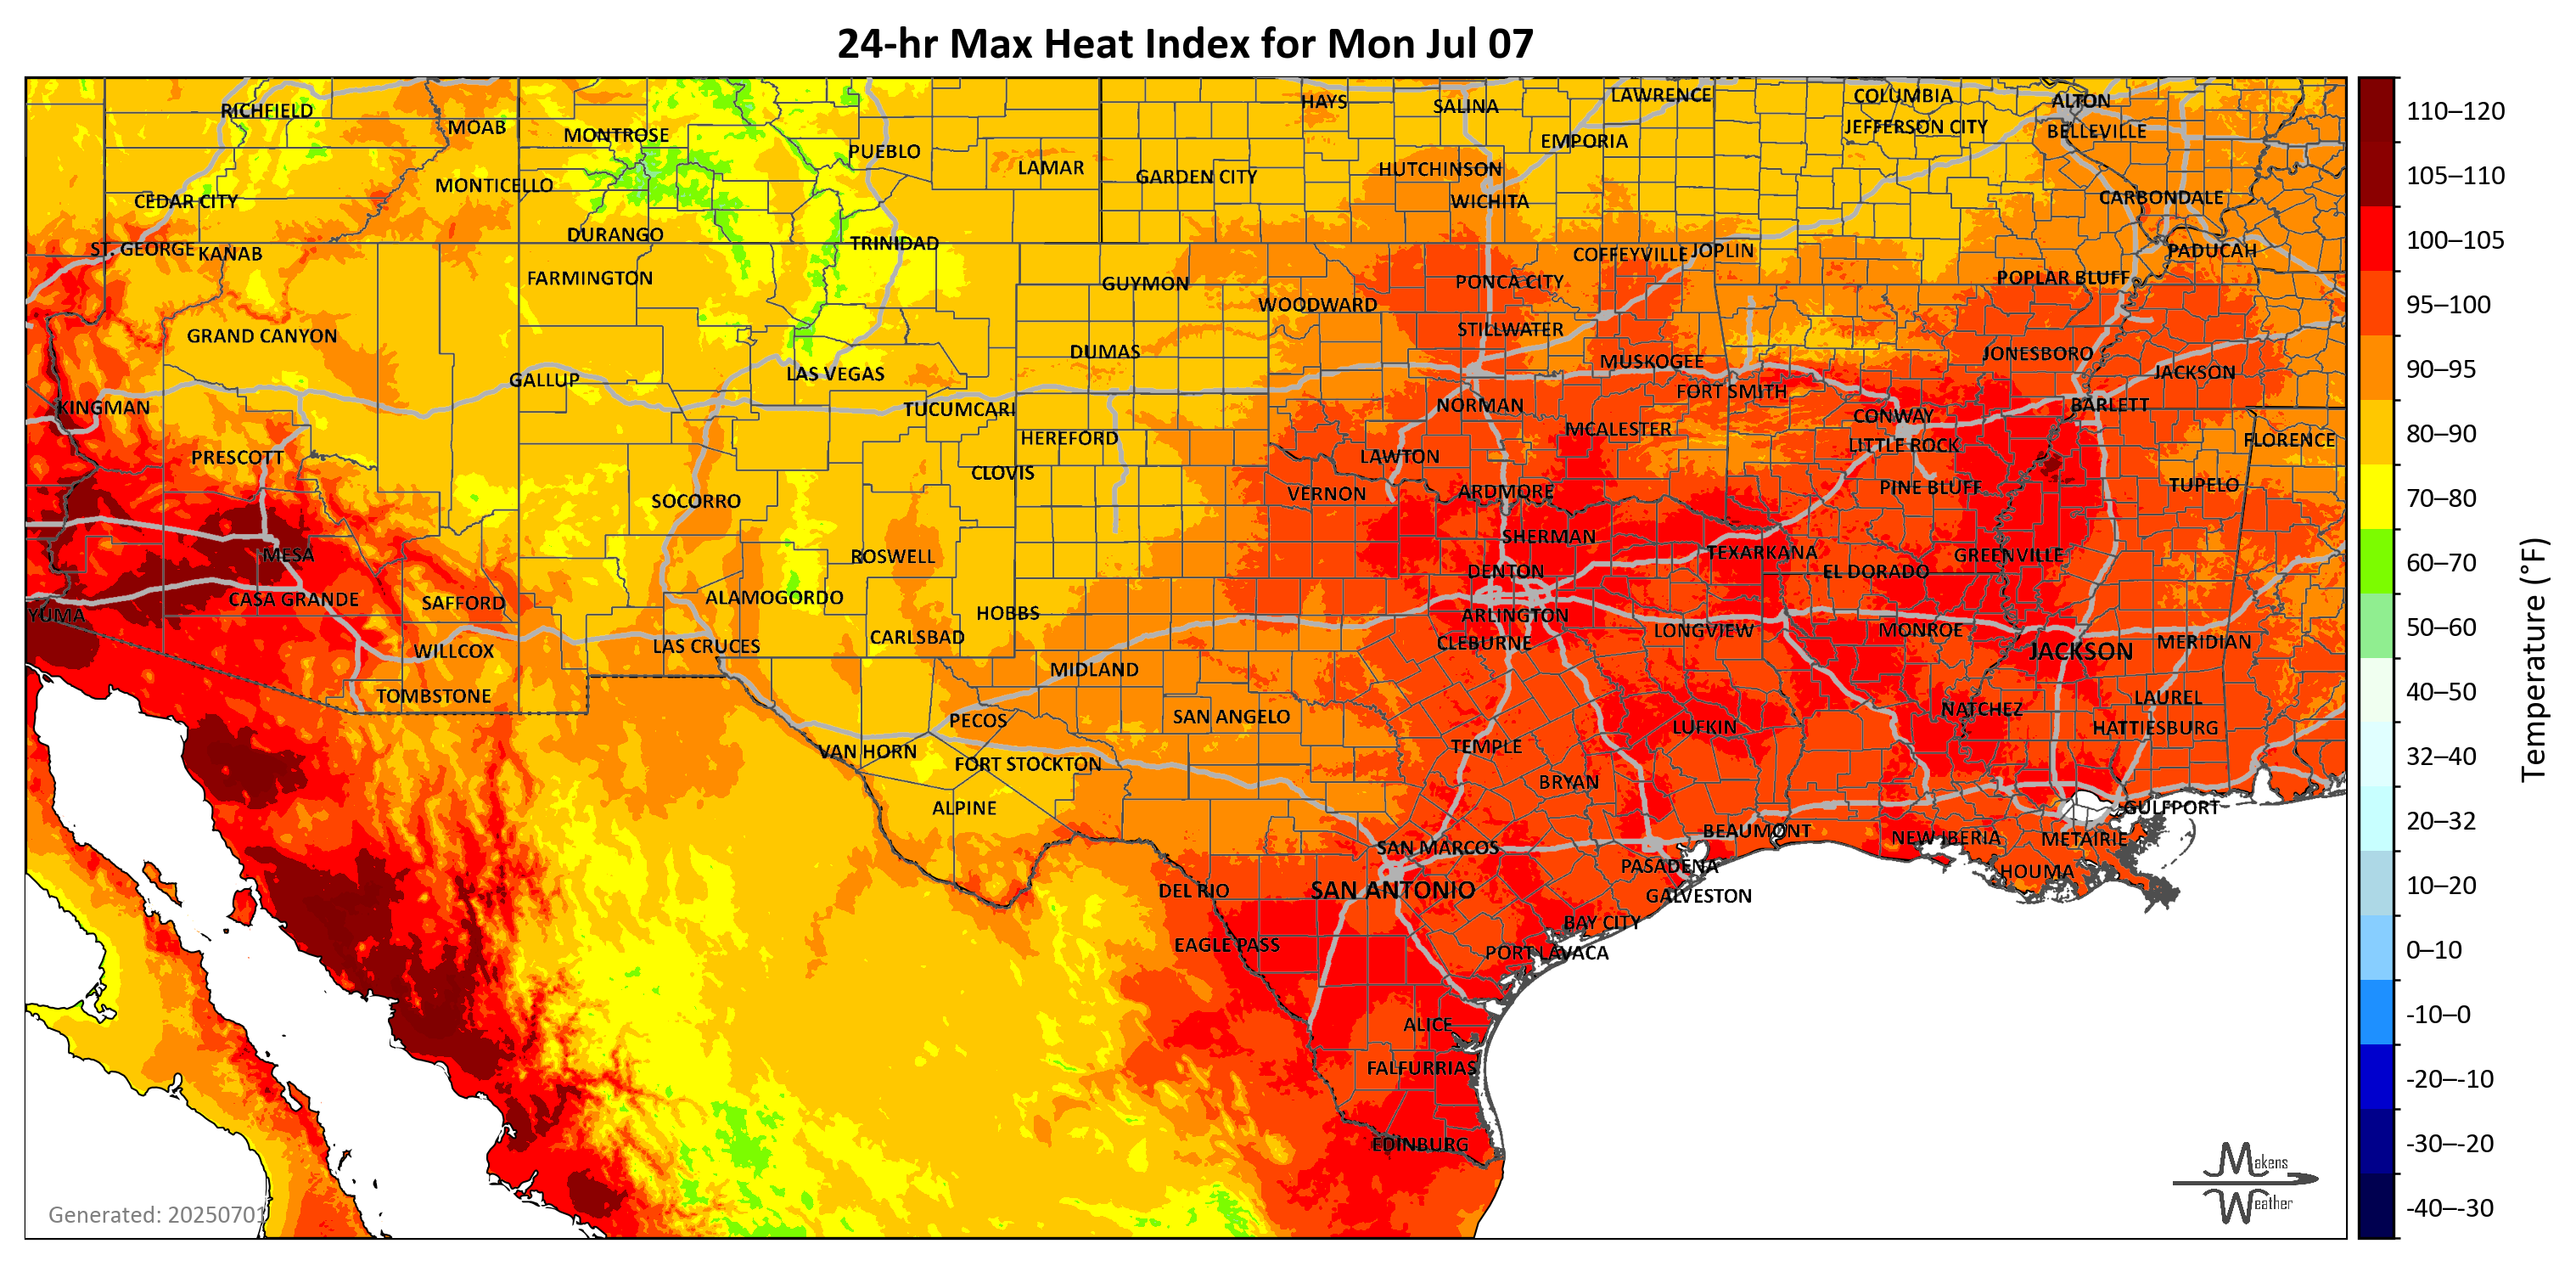 24-hr Max Heat Index for Mon Jul 07
RICHFIELD
MOAB
MONTROSE
PUEBLO
LAMAR
GARDEN CITY
HAYS
SALINA
LAWRENCE
EMPORIA
HUTCHINSON
WICHITA
COLUMBIA
JEFFERSON CITY
ALTON
BELLEVILLE
CARBONDALE
PADUCAH
CEDAR CITY
MONTICELLO
DURANGO
TRINIDAD
ST. GEORGE
KANAB
FARMINGTON
GUYMON
WOODWARD
PONCA CITY
COFFEYVILLE
JOPLIN
POPLAR BLUFF
GRAND CANYON
STILLWATER
DUMAS
MUSKOGEE
JONESBORO
JACKSON
GALLUP
LAS VEGAS
FORT SMITH
KINGMAN
TUCUMCARI
NORMAN
CONWAY
BARLETT
HEREFORD
MCALESTER
LITTLE ROCK
FLORENCE
PRESCOTT
CLOVIS
LAWTON
SOCORRO
VERNON
ARDMORE
PINE BLUFF
TUPELO
MESA
ROSWELL
SHERMAN
TEXARKANA
GREENVILLE
DENTON
EL DORADO
CASA GRANDE
SAFFORD
ALAMOGORDO
HOBBS
YUMA
ARLINGTON
CARLSBAD
LAS CRUCES
CLEBURNE
LONGVIEW
MONROE
JACKSON
MERIDIAN
WILLCOX
MIDLAND
TOMBSTONE
PECOS
SAN ANGELO
LUFKIN
NATCHEZ
LAUREL
HATTIESBURG
VAN HORN
FORT STOCKTON
TEMPLE
BRYAN
ALPINE
GULFPORT
SAN MARCOS
BEAUMONT
NEW IBERIA
METAIRIE
DEL RIO
SAN ANTONIO
PASADENA
GALVESTON
HOUMA
EAGLE PASS
BAY CITY
PORT LAVACA
ALICE
FALFURRIAS
EDINBURG
Generated: 20250701
Makens
Weather
110–120
105–110
100–105
95–100
90–95
80–90
70–80
60–70
50–60
40–50
32–40
20–32
10–20
0–10
-10–0
-20–-10
-30–-20
-40–-30
Temperature (°F)